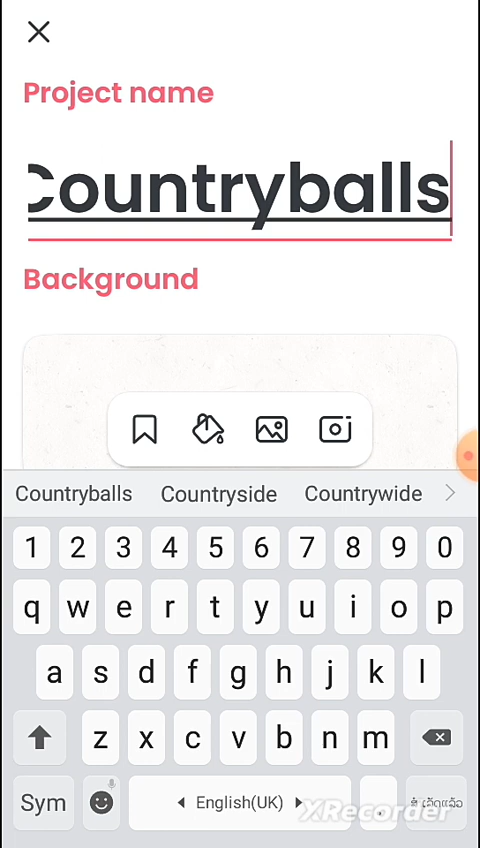 Project name
Countryballs
Background
Countryballs Countryside Countrywide
1 2 3 4 5 6 7 8 9 0
q w e r t y u i o p
a s d f g h j k l
z x c v b n m
Sym English(UK) .
XRecorder